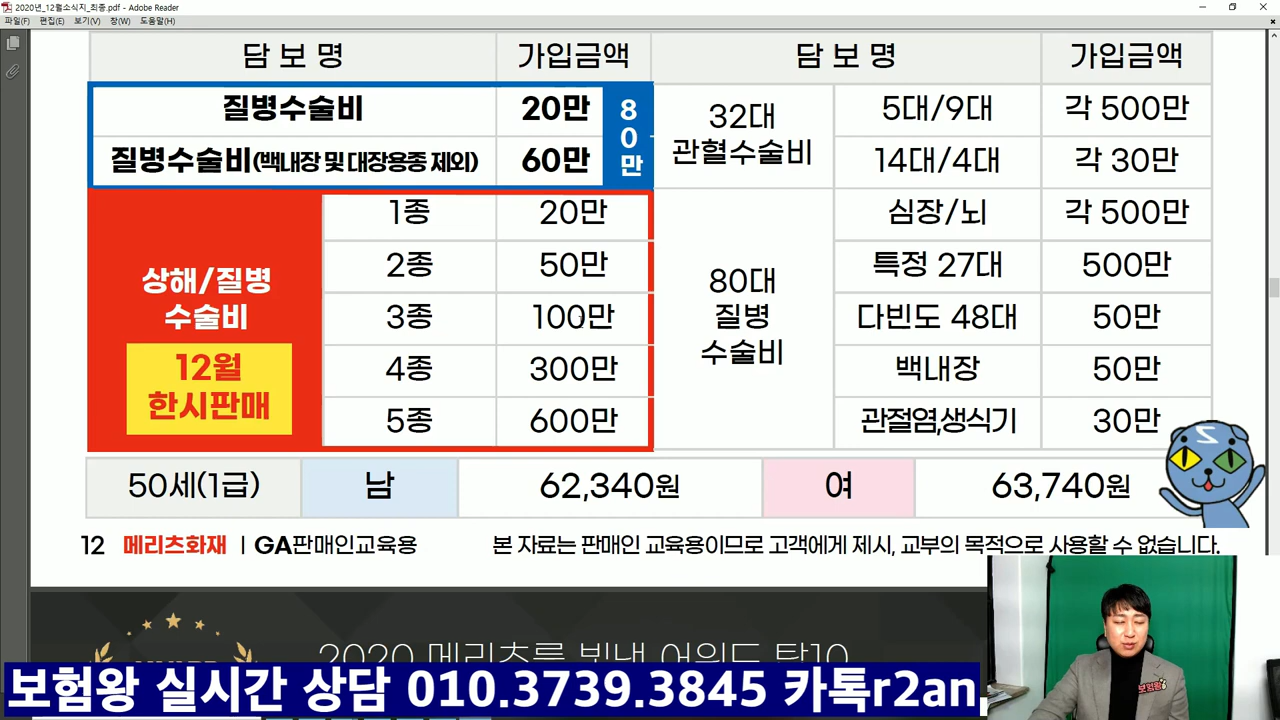 2020년_12월소식지_최종.pdf - Adobe Reader
파일(F) 편집(E) 보기(V) 창(W) 도움말(H)
담 보 명 가입금액 담 보 명 가입금액
질병수술비 20만 80만
질병수술비(백내장 및 대장용종 제외) 60만
32대 관혈수술비
5대/9대 각 500만
14대/4대 각 30만
상해/질병
수술비
12월
한시판매
1종 20만
2종 50만
3종 100만
4종 300만
5종 600만
80대
질병
수술비
심장/뇌 각 500만
특정 27대 500만
다빈도 48대 50만
백내장 50만
관절염,생식기 30만
50세(1급) 남 62,340원 여 63,740원
12 메리츠화재 | GA판매인교육용 본 자료는 판매인 교육용이므로 고객에게 제시, 교부의 목적으로 사용할 수 없습니다.
2020 메리츠를 빛낸 어워드 탑10
보험왕 실시간 상담 010.3739.3845 카톡r2an
보험왕